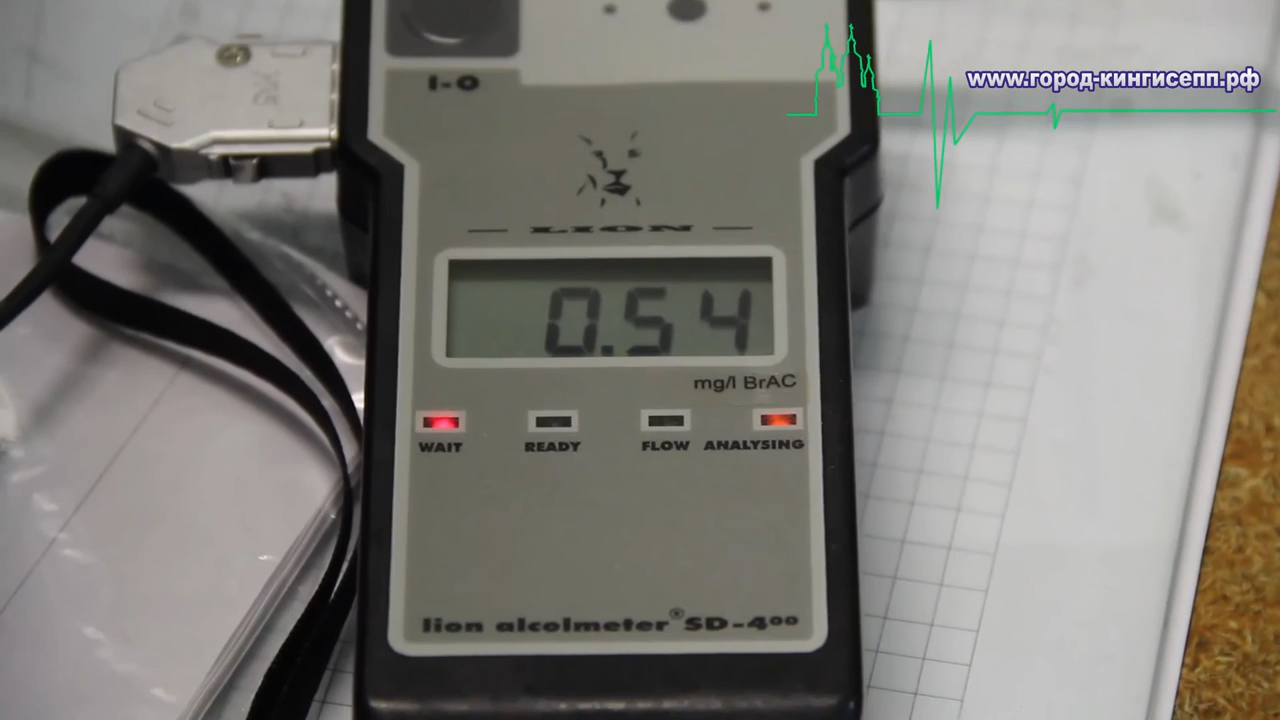 www.город-кингисепп.рф
I-O
LION
0.54
mg/l BrAC
WAIT READY FLOW ANALYSING
lion alcolmeter® SD-400